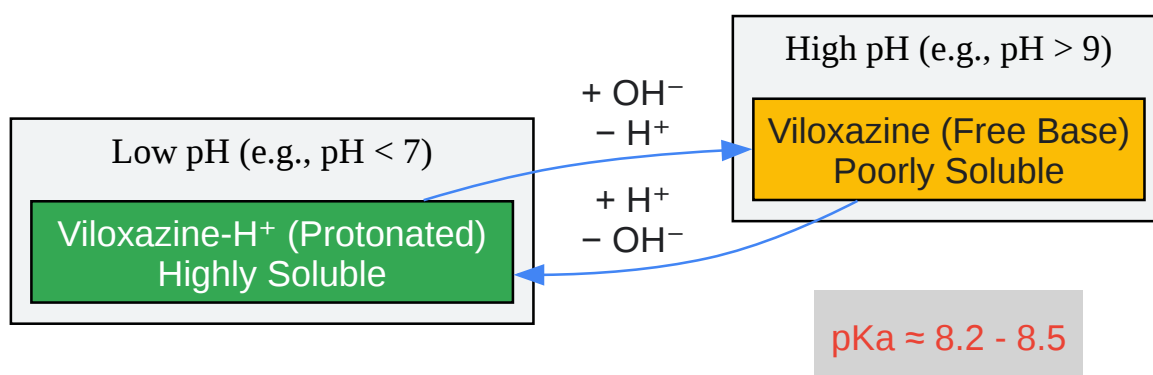 High pH (e.g., pH > 9)
Viloxazine (Free Base)
Poorly Soluble
+ OH⁻
− H⁺
Low pH (e.g., pH < 7)
Viloxazine-H⁺ (Protonated)
Highly Soluble
+ H⁺
− OH⁻
pKa ≈ 8.2 - 8.5